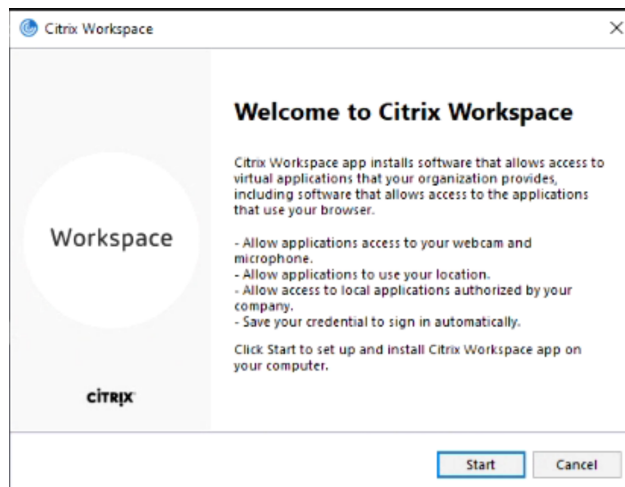 Citrix Workspace
Welcome to Citrix Workspace
Citrix Workspace app installs software that allows access to
virtual applications that your organization provides,
including software that allows access to the applications
that use your browser.
- Allow applications access to your webcam and
microphone.
- Allow applications to use your location.
- Allow access to local applications authorized by your
company.
- Save your credential to sign in automatically.
Click Start to set up and install Citrix Workspace app on
your computer.
Workspace
citrix
Start
Cancel